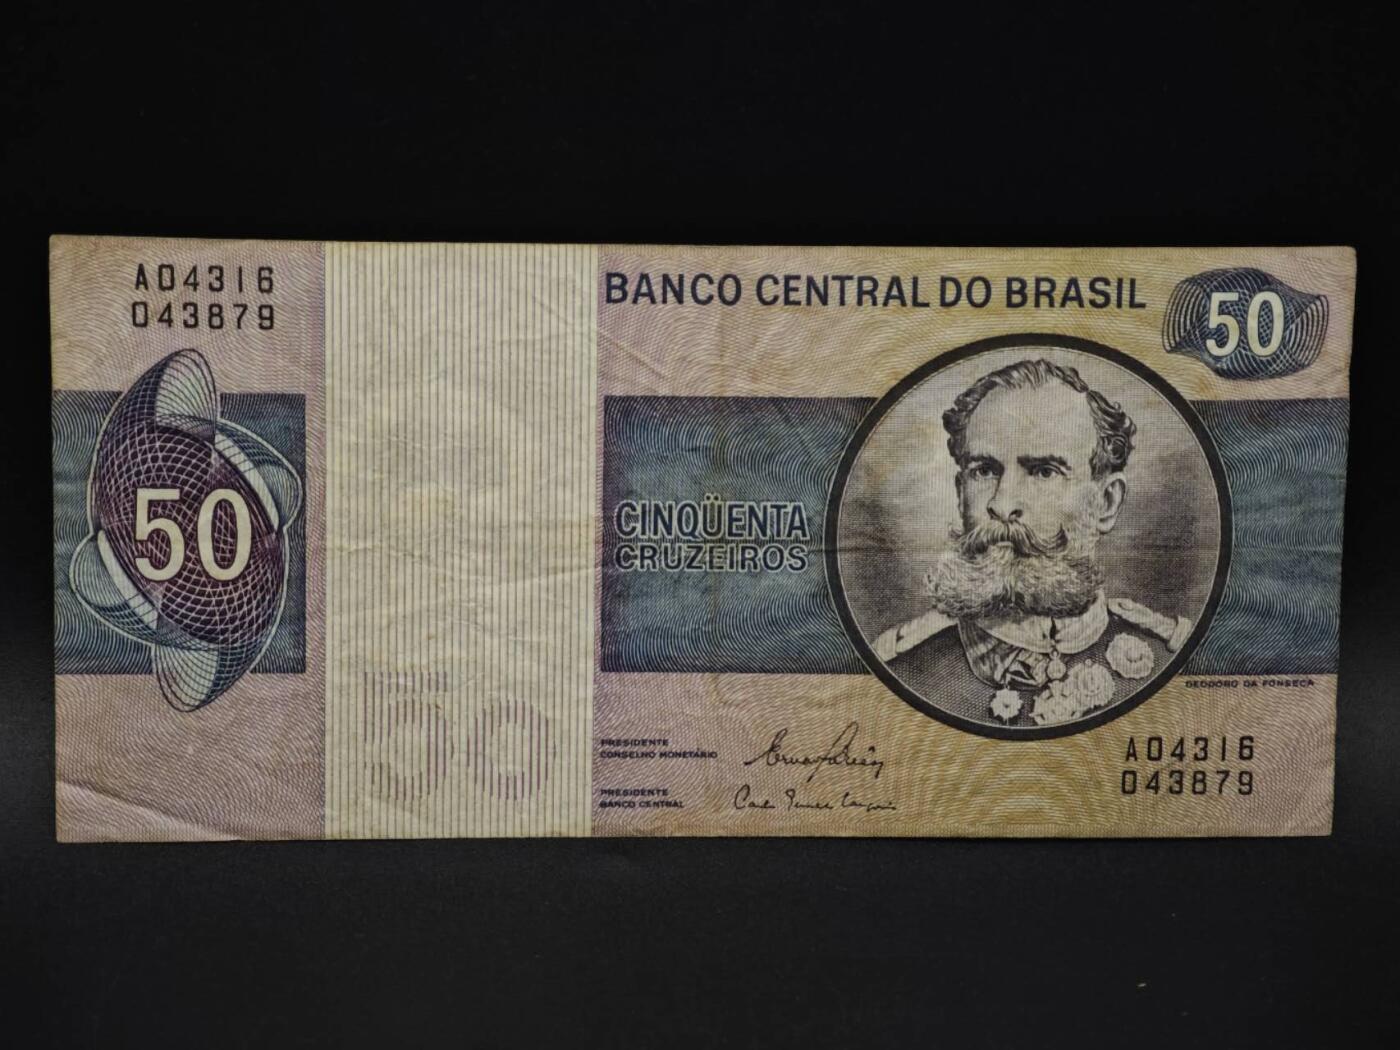 A04316
043879
BANCO CENTRAL DO BRASIL
50
50
CINQÜENTA
CRUZEIROS
DEODORO DA FONSECA
50
PRESIDENTE
CONSELHO MONETÁRIO
PRESIDENTE
BANCO CENTRAL
A04316
043879